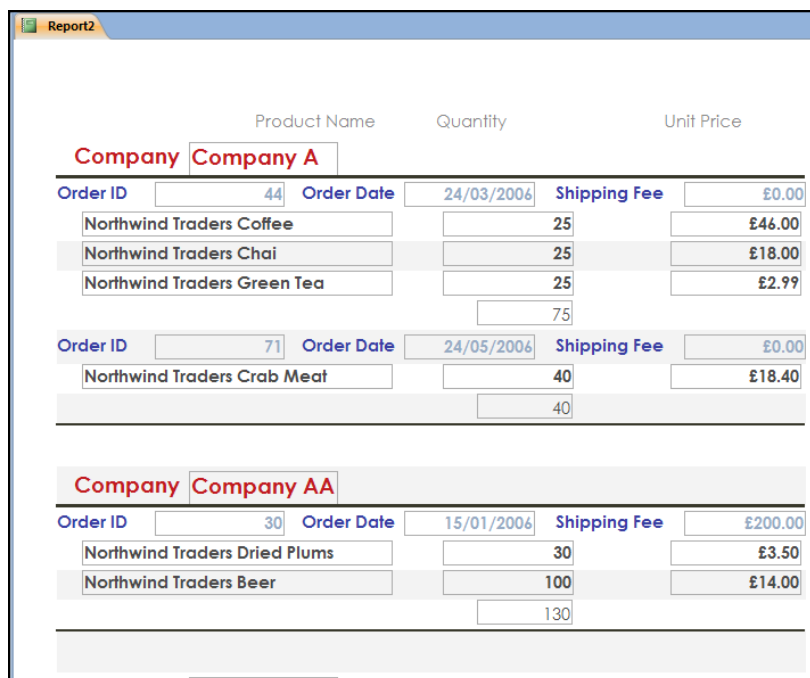 Report2
Product Name Quantity Unit Price
Company Company A
Order ID 44 Order Date 24/03/2006 Shipping Fee £0.00
Northwind Traders Coffee 25 £46.00
Northwind Traders Chai 25 £18.00
Northwind Traders Green Tea 25 £2.99
75
Order ID 71 Order Date 24/05/2006 Shipping Fee £0.00
Northwind Traders Crab Meat 40 £18.40
40
Company Company AA
Order ID 30 Order Date 15/01/2006 Shipping Fee £200.00
Northwind Traders Dried Plums 30 £3.50
Northwind Traders Beer 100 £14.00
130